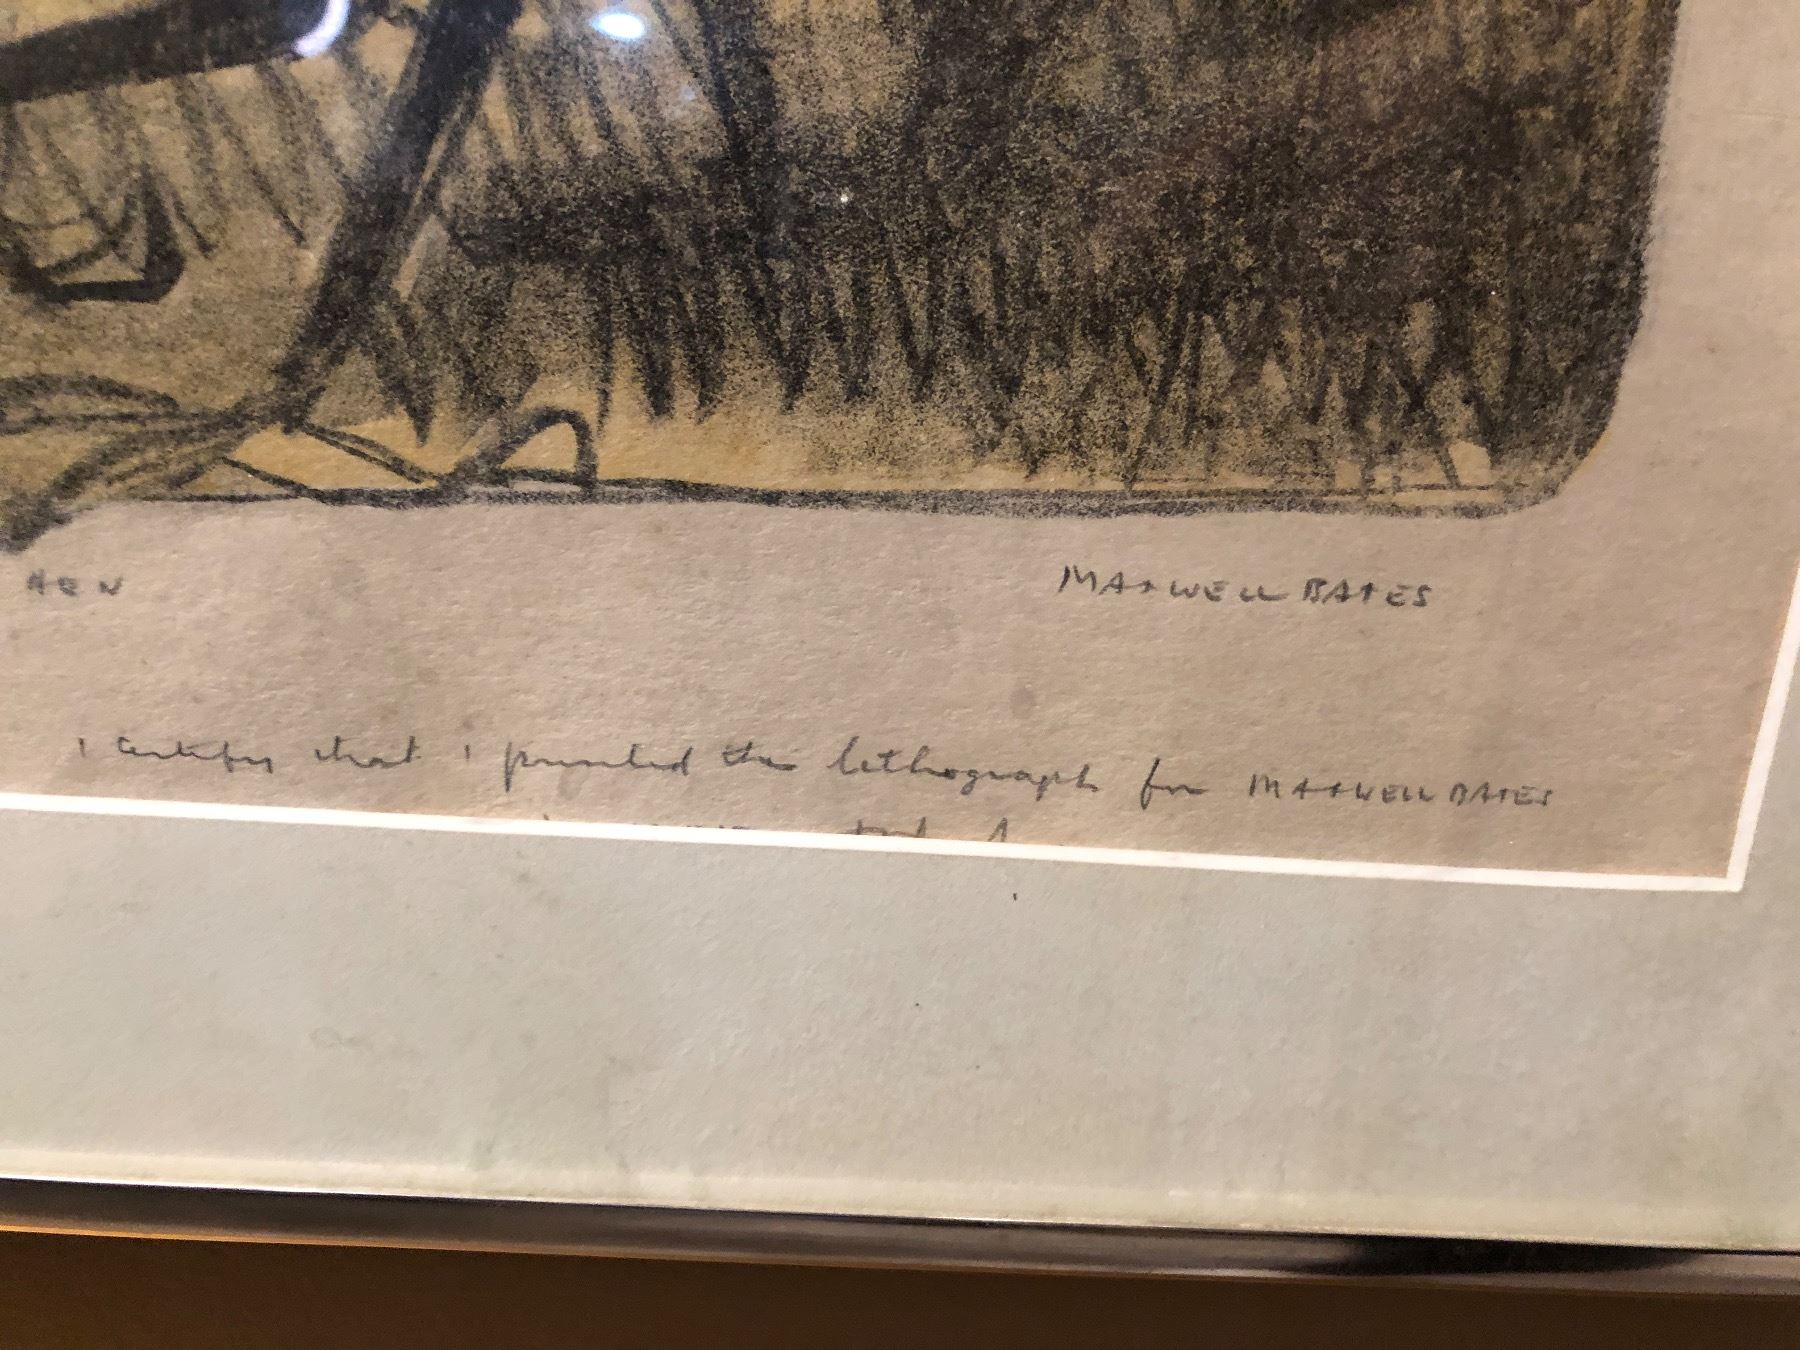 HEN
MAXWELL BATES
i certify that i printed this lithograph for MAXWELL BATES